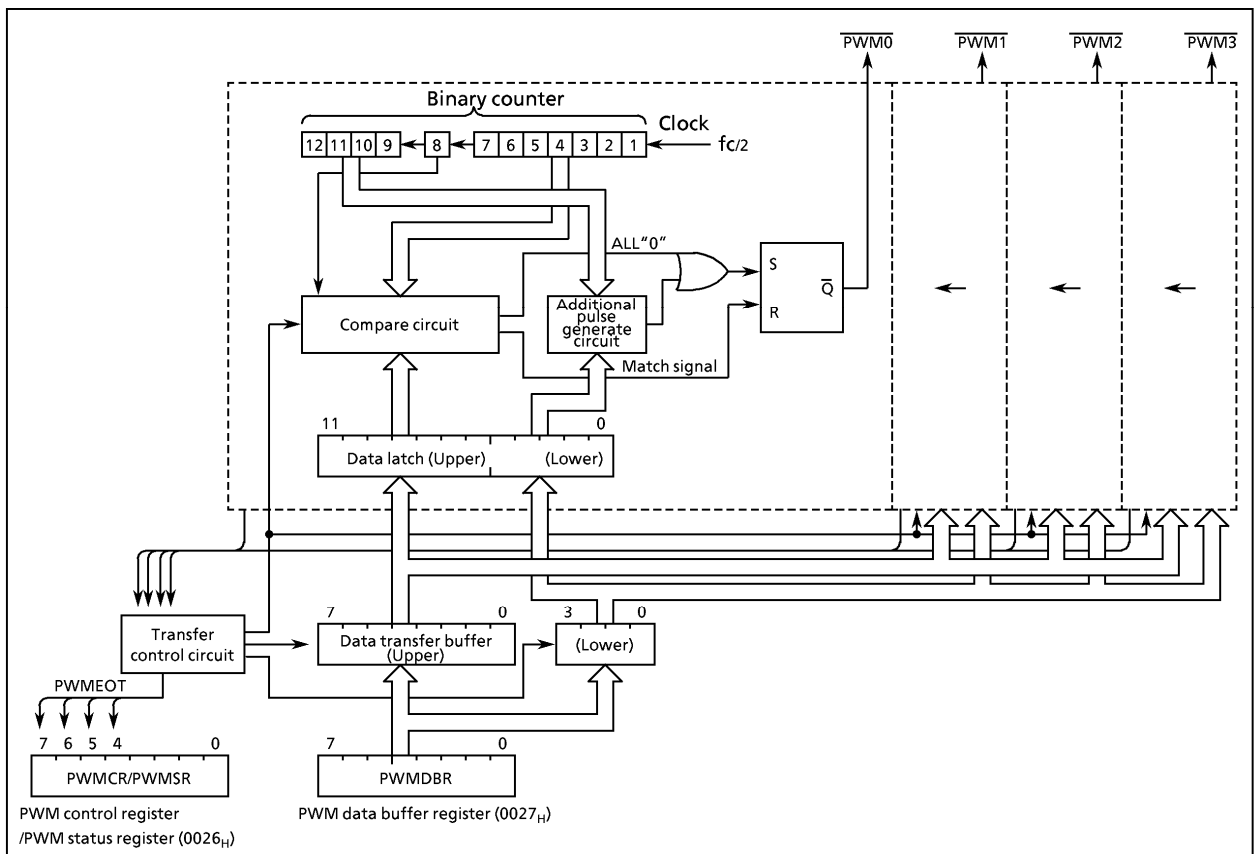 PWM0 PWM1 PWM2 PWM3
Binary counter
12 11 10 9 8 7 6 5 4 3 2 1
Clock
fc/2
ALL"0"
S
R
Q
Compare circuit
Additional
pulse
generate
circuit
Match signal
11 0
Data latch (Upper) (Lower)
7 0
3 0
Transfer
control circuit
Data transfer buffer
(Upper)
(Lower)
PWMEOT
7 6 5 4 0
7 0
PWMCR/PWMSR
PWMDBR
PWM control register
/PWM status register (0026H)
PWM data buffer register (0027H)